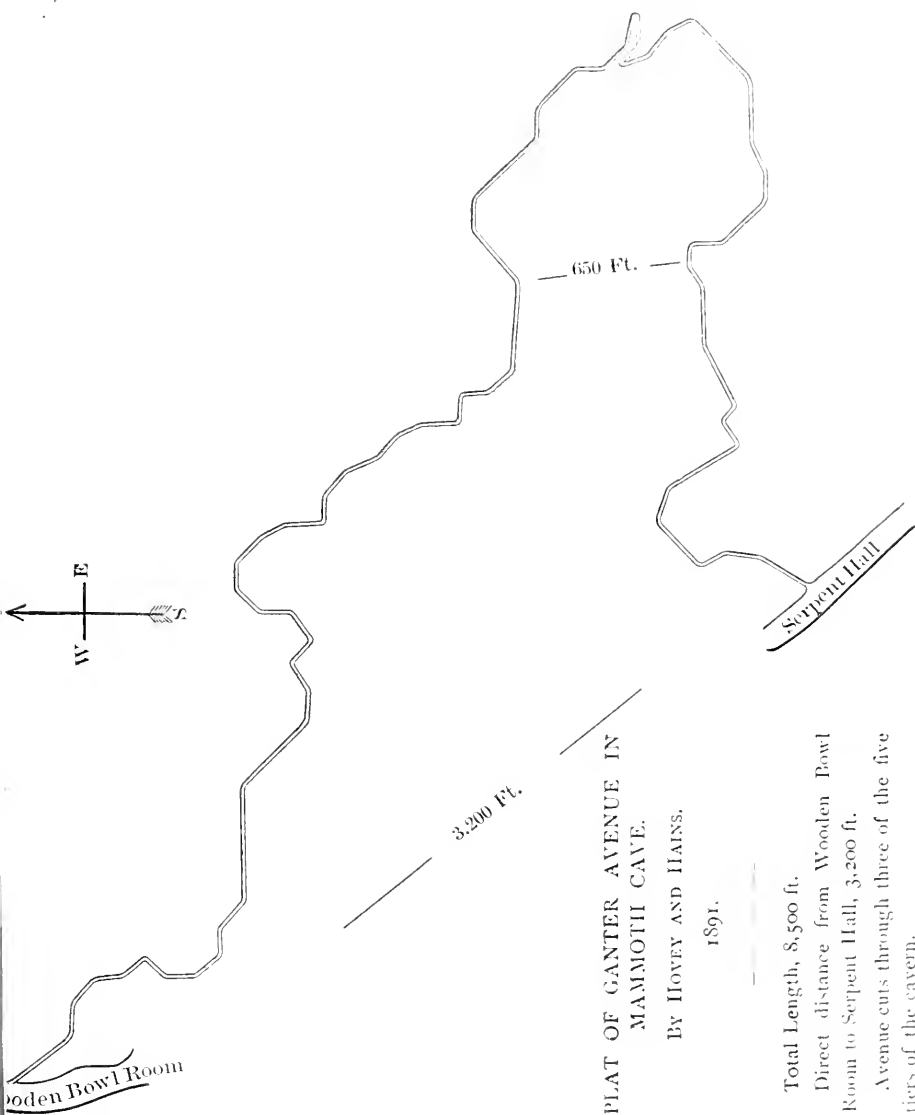 W E
S
ooden Bowl Room
650 Ft.
3,200 Ft.
Serpent Hall
PLAT OF GANTER AVENUE IN
MAMMOTH CAVE.
BY HOVEY AND HAINS.
1891.
Total Length, 8,500 ft.
Direct distance from Wooden Bowl
Room to Serpent Hall, 3,200 ft.
Avenue cuts through three of the five
tiers of the cavern.